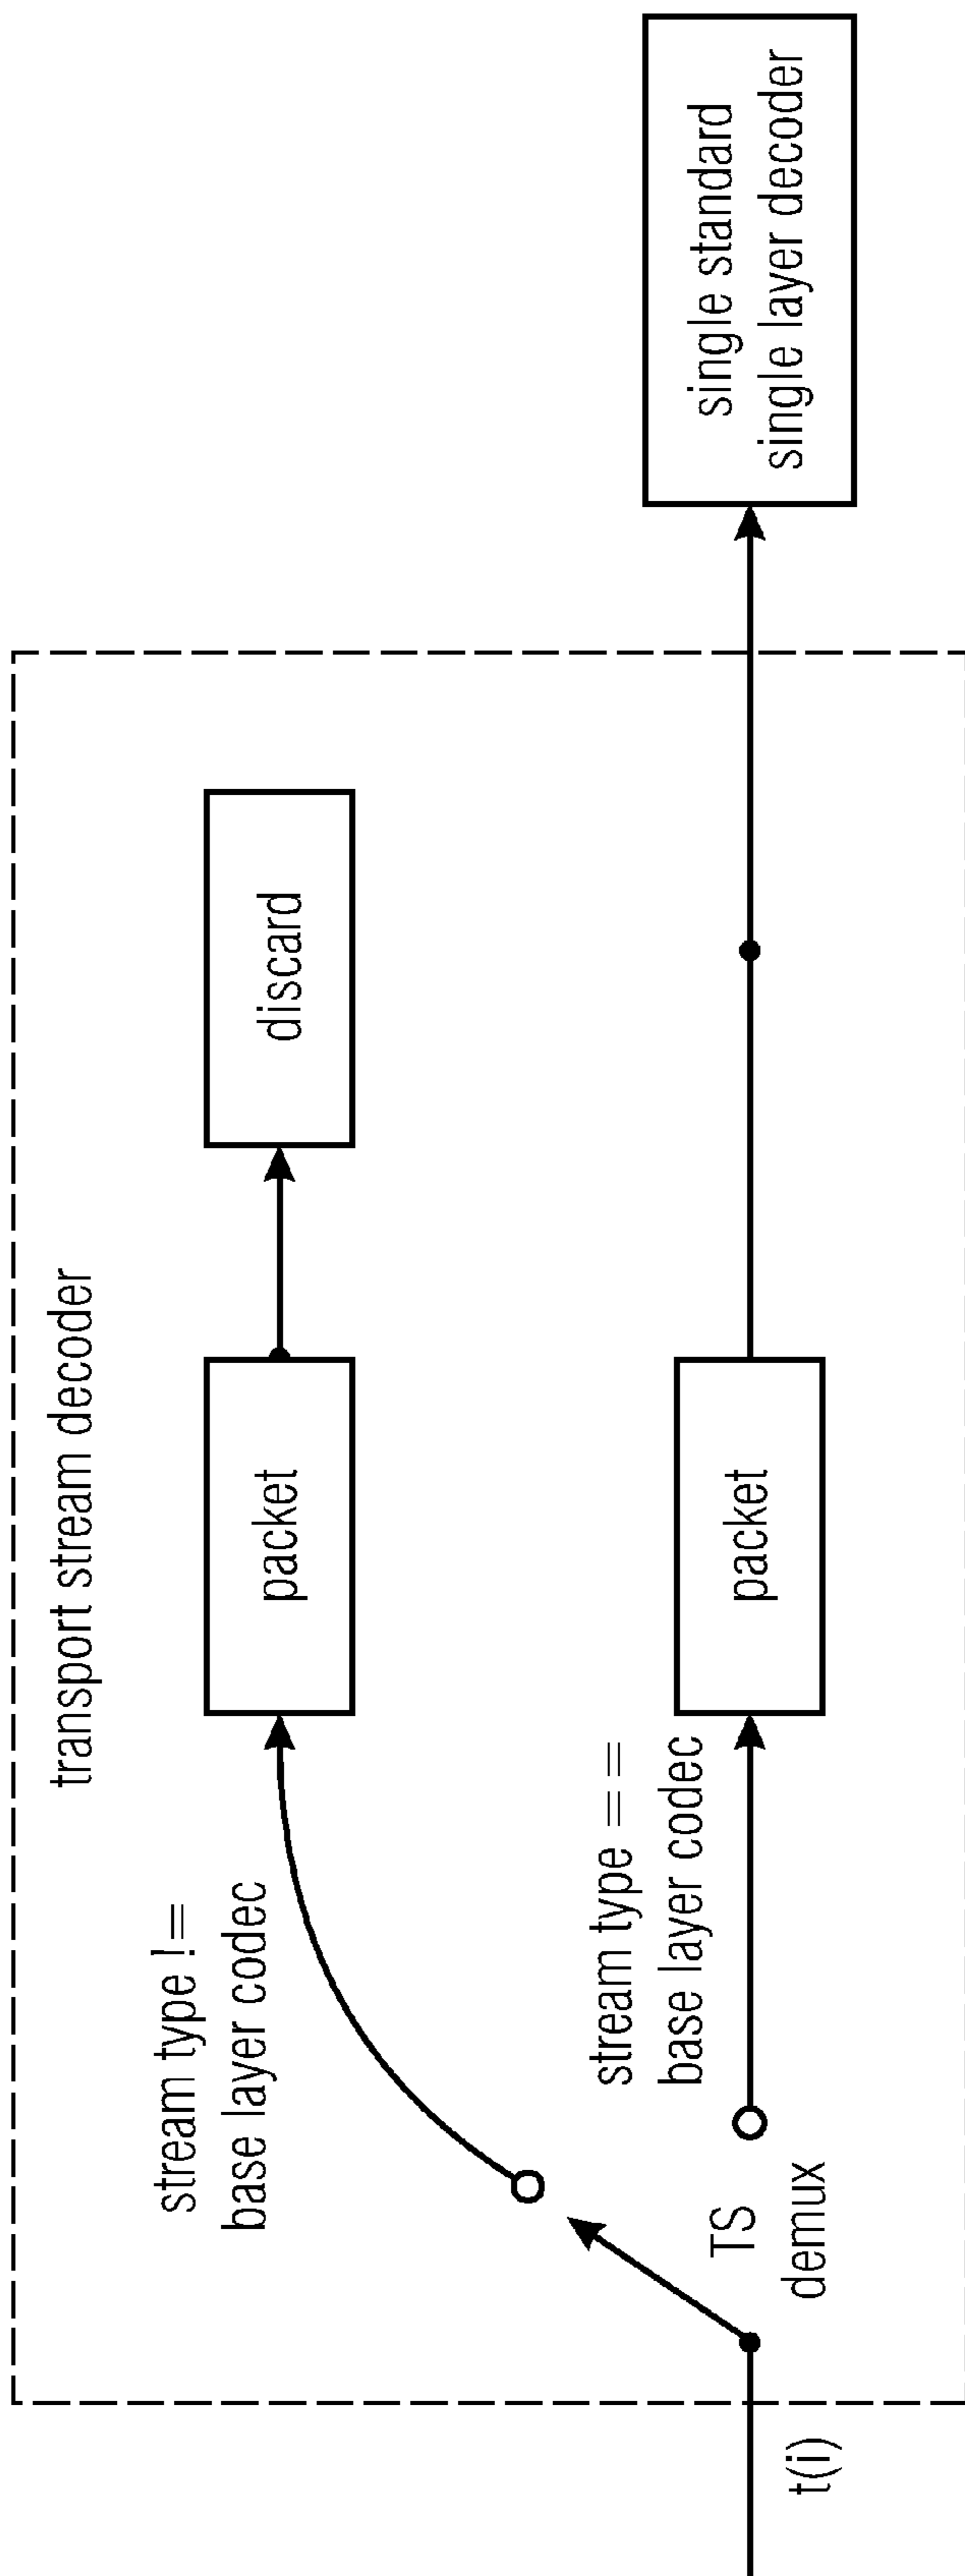 transport stream decoder
stream type !=
base layer codec
packet
discard
stream type ==
base layer codec
packet
single standard
single layer decoder
TS
demux
t(i)